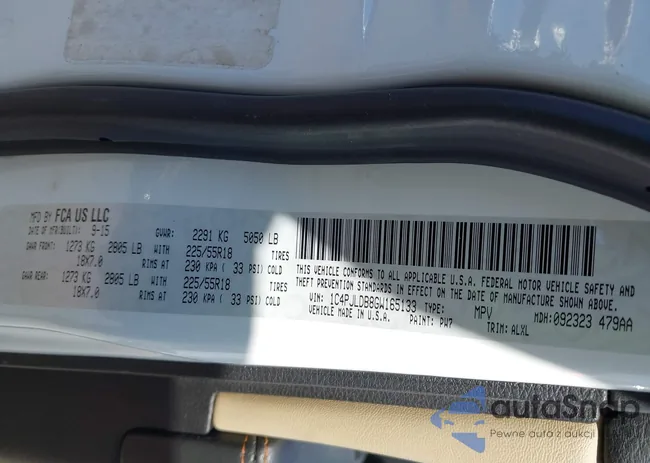 MFD BY FCA US LLC
DATE OF MFR(BUILT): 9-15 GVWR: 2291 KG 5050 LB
GAWR FRONT: 1273 KG 2805 LB WITH 225/55R18 TIRES
18X7.0 RIMS AT 230 KPA ( 33 PSI) COLD
GAWR REAR: 1273 KG 2805 LB WITH 225/55R18 TIRES
18X7.0 RIMS AT 230 KPA ( 33 PSI) COLD
THIS VEHICLE CONFORMS TO ALL APPLICABLE U.S.A. FEDERAL MOTOR VEHICLE SAFETY AND
THEFT PREVENTION STANDARDS IN EFFECT ON THE DATE OF MANUFACTURE SHOWN ABOVE.
VIN: 1C4PJLDB8GW165133 TYPE: MPV MDH: 092323 479AA
VEHICLE MADE IN U.S.A. PAINT: PW7 TRIM: ALXL
autaSnap
Pewne auta z aukcji